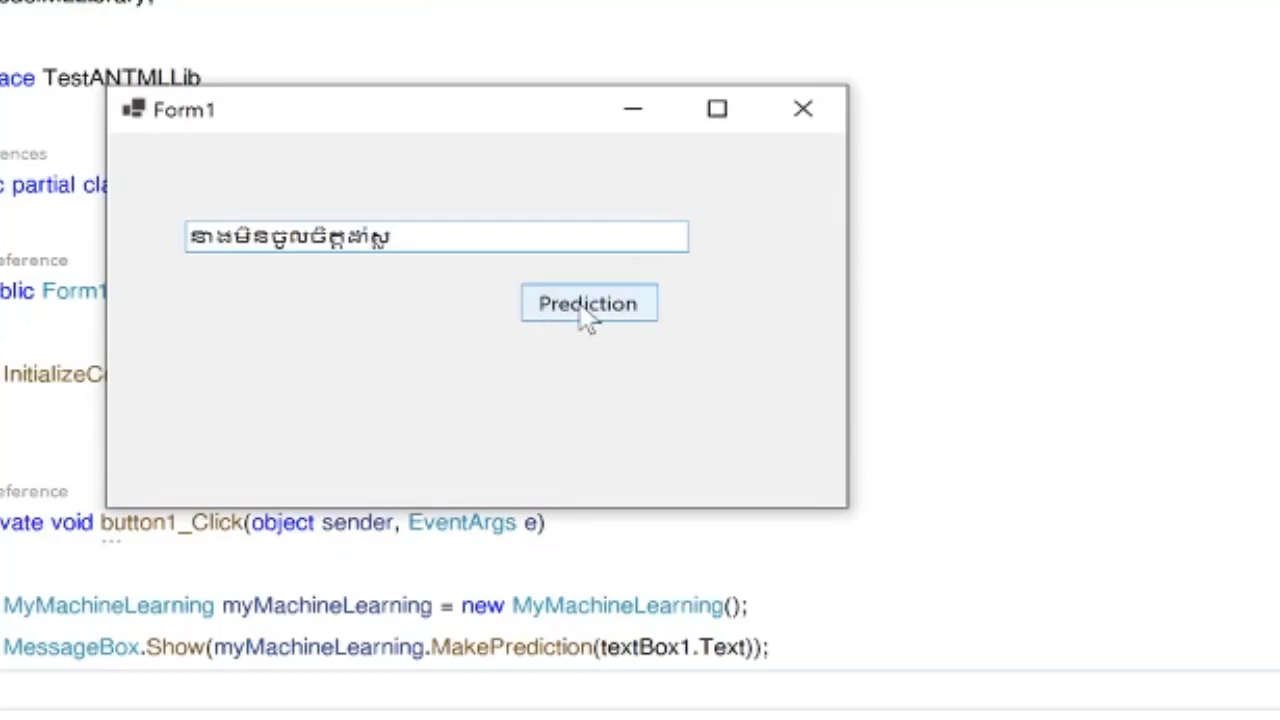 ace TestANTMLLib
Form1
ences
c partial cla
នាងមិនចូលចិត្តដាំស្ល
eference
blic Form1
Prediction
InitializeCo
eference
vate void button1_Click(object sender, EventArgs e)
MyMachineLearning myMachineLearning = new MyMachineLearning();
MessageBox.Show(myMachineLearning.MakePrediction(textBox1.Text));